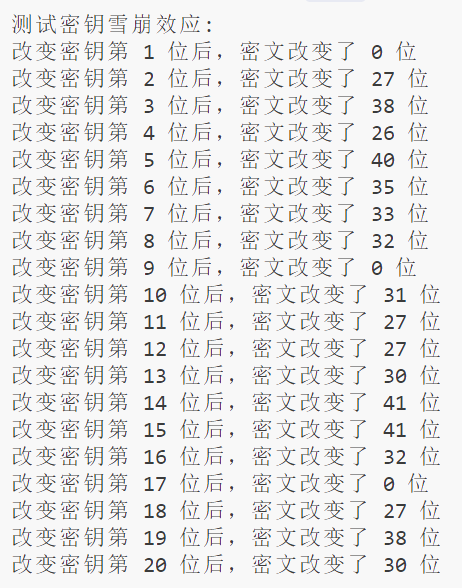 测试密钥雪崩效应:
改变密钥第 1 位后，密文改变了 0 位
改变密钥第 2 位后，密文改变了 27 位
改变密钥第 3 位后，密文改变了 38 位
改变密钥第 4 位后，密文改变了 26 位
改变密钥第 5 位后，密文改变了 40 位
改变密钥第 6 位后，密文改变了 35 位
改变密钥第 7 位后，密文改变了 33 位
改变密钥第 8 位后，密文改变了 32 位
改变密钥第 9 位后，密文改变了 0 位
改变密钥第 10 位后，密文改变了 31 位
改变密钥第 11 位后，密文改变了 27 位
改变密钥第 12 位后，密文改变了 27 位
改变密钥第 13 位后，密文改变了 30 位
改变密钥第 14 位后，密文改变了 41 位
改变密钥第 15 位后，密文改变了 41 位
改变密钥第 16 位后，密文改变了 32 位
改变密钥第 17 位后，密文改变了 0 位
改变密钥第 18 位后，密文改变了 27 位
改变密钥第 19 位后，密文改变了 38 位
改变密钥第 20 位后，密文改变了 30 位